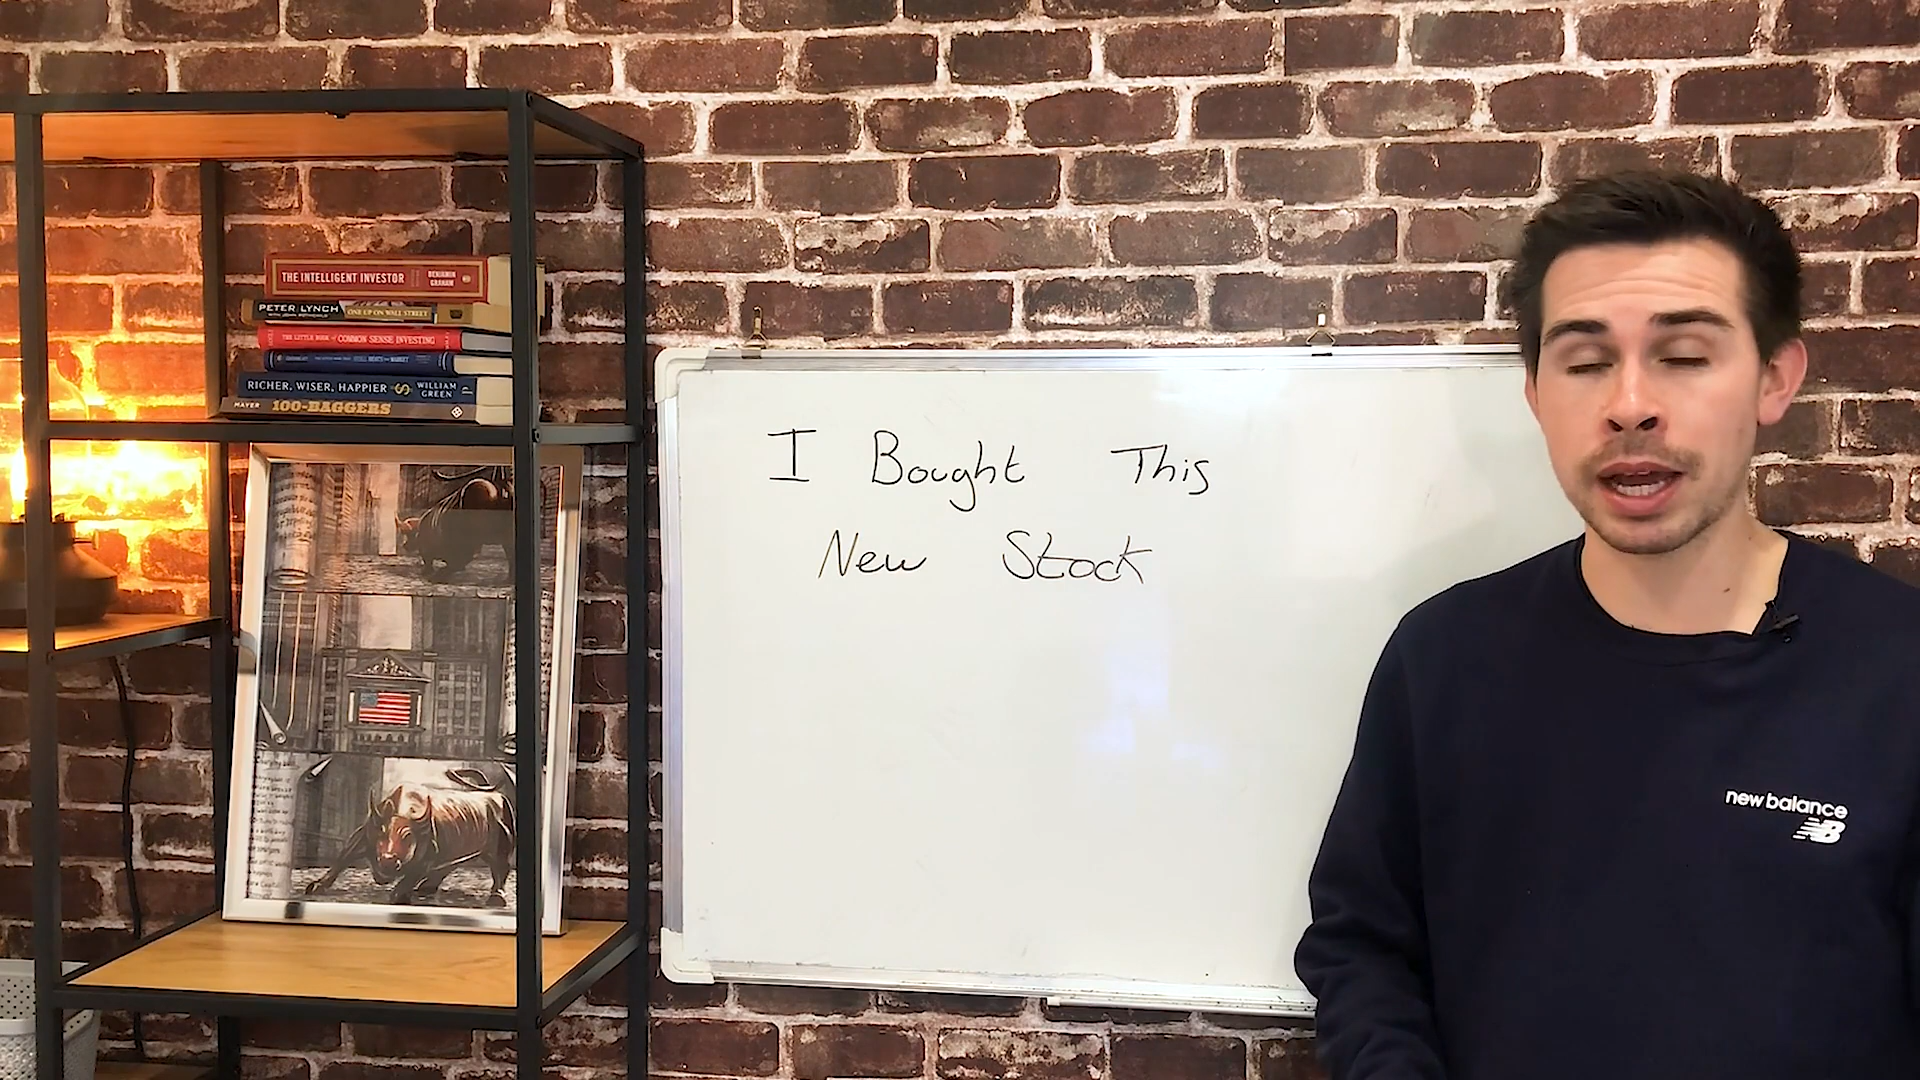 THE INTELLIGENT INVESTOR BENJAMIN GRAHAM
PETER LYNCH ONE UP ON WALL STREET
THE LITTLE BOOK OF COMMON SENSE INVESTING
RICHER, WISER, HAPPIER WILLIAM GREEN
MAYER 100-BAGGERS
I Bought This
New Stock
new balance
NB